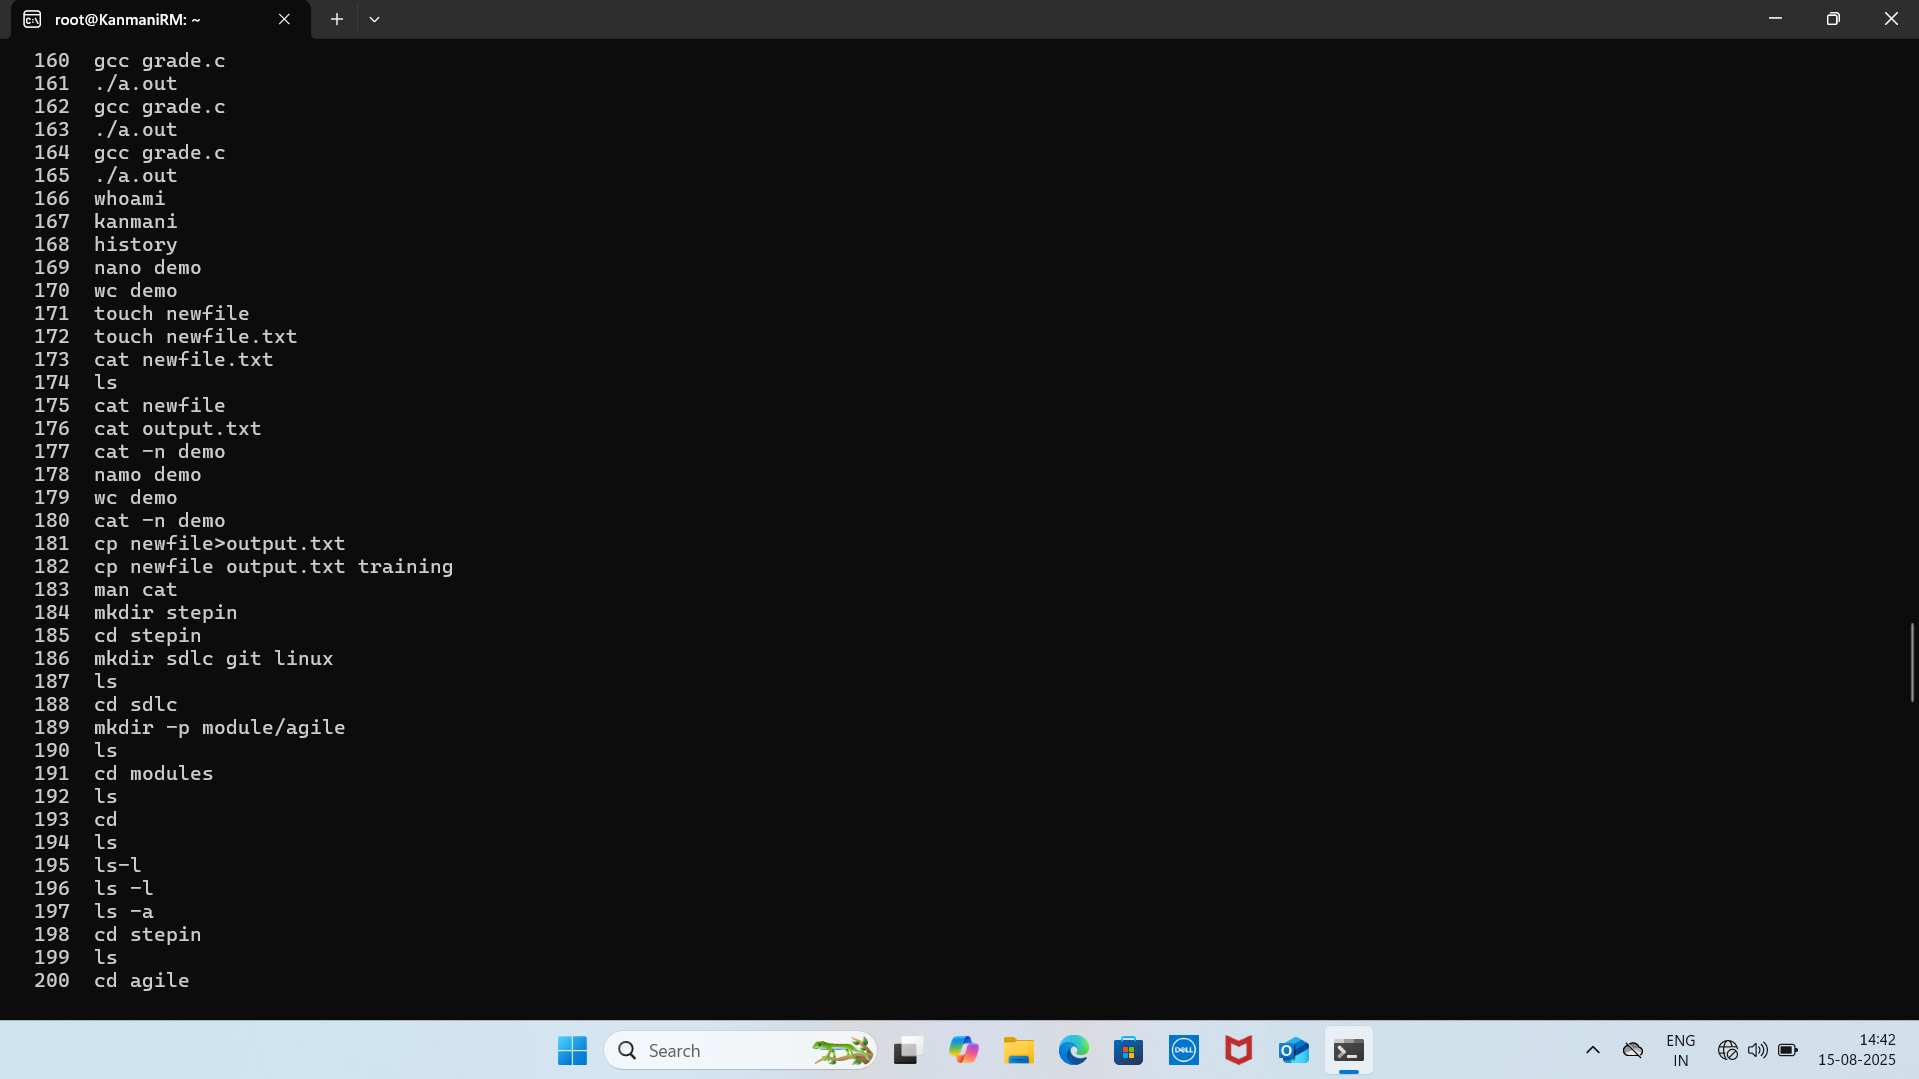 root@KanmaniRM: ~
160 gcc grade.c
161 ./a.out
162 gcc grade.c
163 ./a.out
164 gcc grade.c
165 ./a.out
166 whoami
167 kanmani
168 history
169 nano demo
170 wc demo
171 touch newfile
172 touch newfile.txt
173 cat newfile.txt
174 ls
175 cat newfile
176 cat output.txt
177 cat -n demo
178 namo demo
179 wc demo
180 cat -n demo
181 cp newfile>output.txt
182 cp newfile output.txt training
183 man cat
184 mkdir stepin
185 cd stepin
186 mkdir sdlc git linux
187 ls
188 cd sdlc
189 mkdir -p module/agile
190 ls
191 cd modules
192 ls
193 cd
194 ls
195 ls-l
196 ls -l
197 ls -a
198 cd stepin
199 ls
200 cd agile
Search
DELL
ENG
IN
14:42
15-08-2025